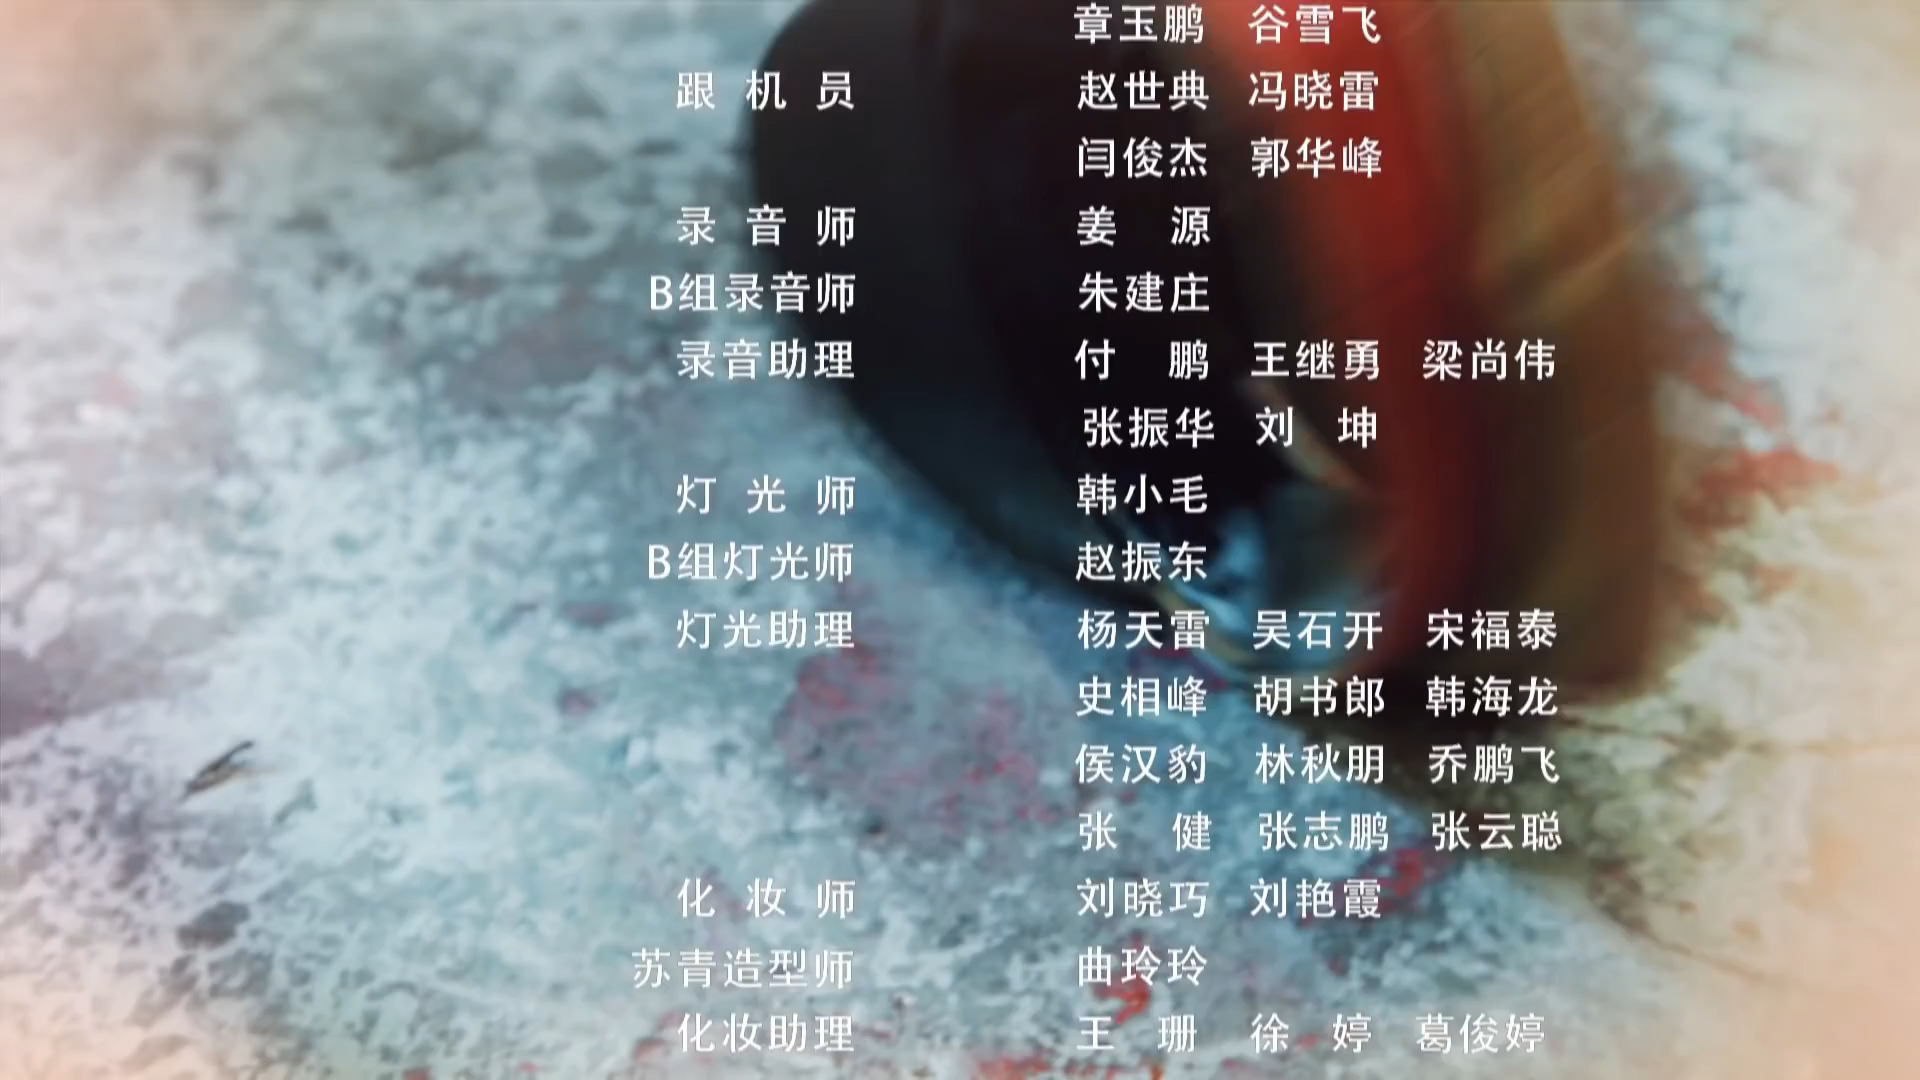 章玉鹏 谷雪飞
跟机员 赵世典 冯晓雷
闫俊杰 郭华峰
录音师 姜源
B组录音师 朱建庄
录音助理 付鹏 王继勇 梁尚伟
张振华 刘坤
灯光师 韩小毛
B组灯光师 赵振东
灯光助理 杨天雷 吴石开 宋福泰
史相峰 胡书郎 韩海龙
侯汉豹 林秋朋 乔鹏飞
张健 张志鹏 张云聪
化妆师 刘晓巧 刘艳霞
苏青造型师 曲玲玲
化妆助理 王珊 徐婷 葛俊婷